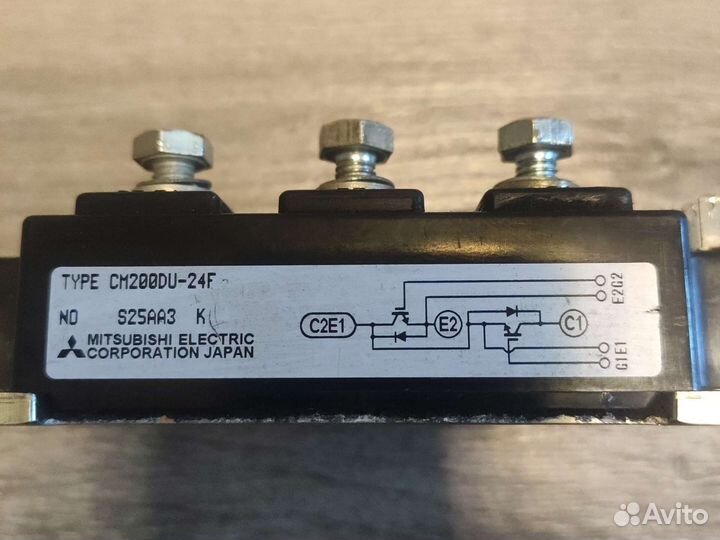 TYPE CM200DU-24F
NO S25AA3 K
MITSUBISHI ELECTRIC
CORPORATION JAPAN
C2E1
E2
C1
E2G2
G1E1
Avito